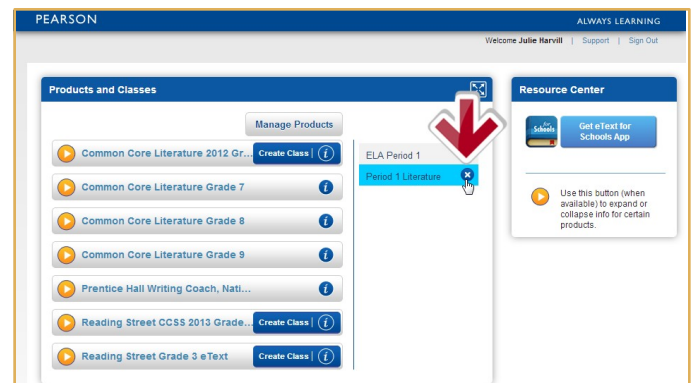 PEARSON
ALWAYS LEARNING
Welcome Julie Harvill | Support | Sign Out
Products and Classes
Manage Products
Common Core Literature 2012 Gr... Create Class | i
Common Core Literature Grade 7 i
Common Core Literature Grade 8 i
Common Core Literature Grade 9 i
Prentice Hall Writing Coach, Nati... i
Reading Street CCSS 2013 Grade... Create Class | i
Reading Street Grade 3 eText Create Class | i
ELA Period 1
Period 1 Literature
Resource Center
for Schools
Get eText for
Schools App
Use this button (when
available) to expand or
collapse info for certain
products.